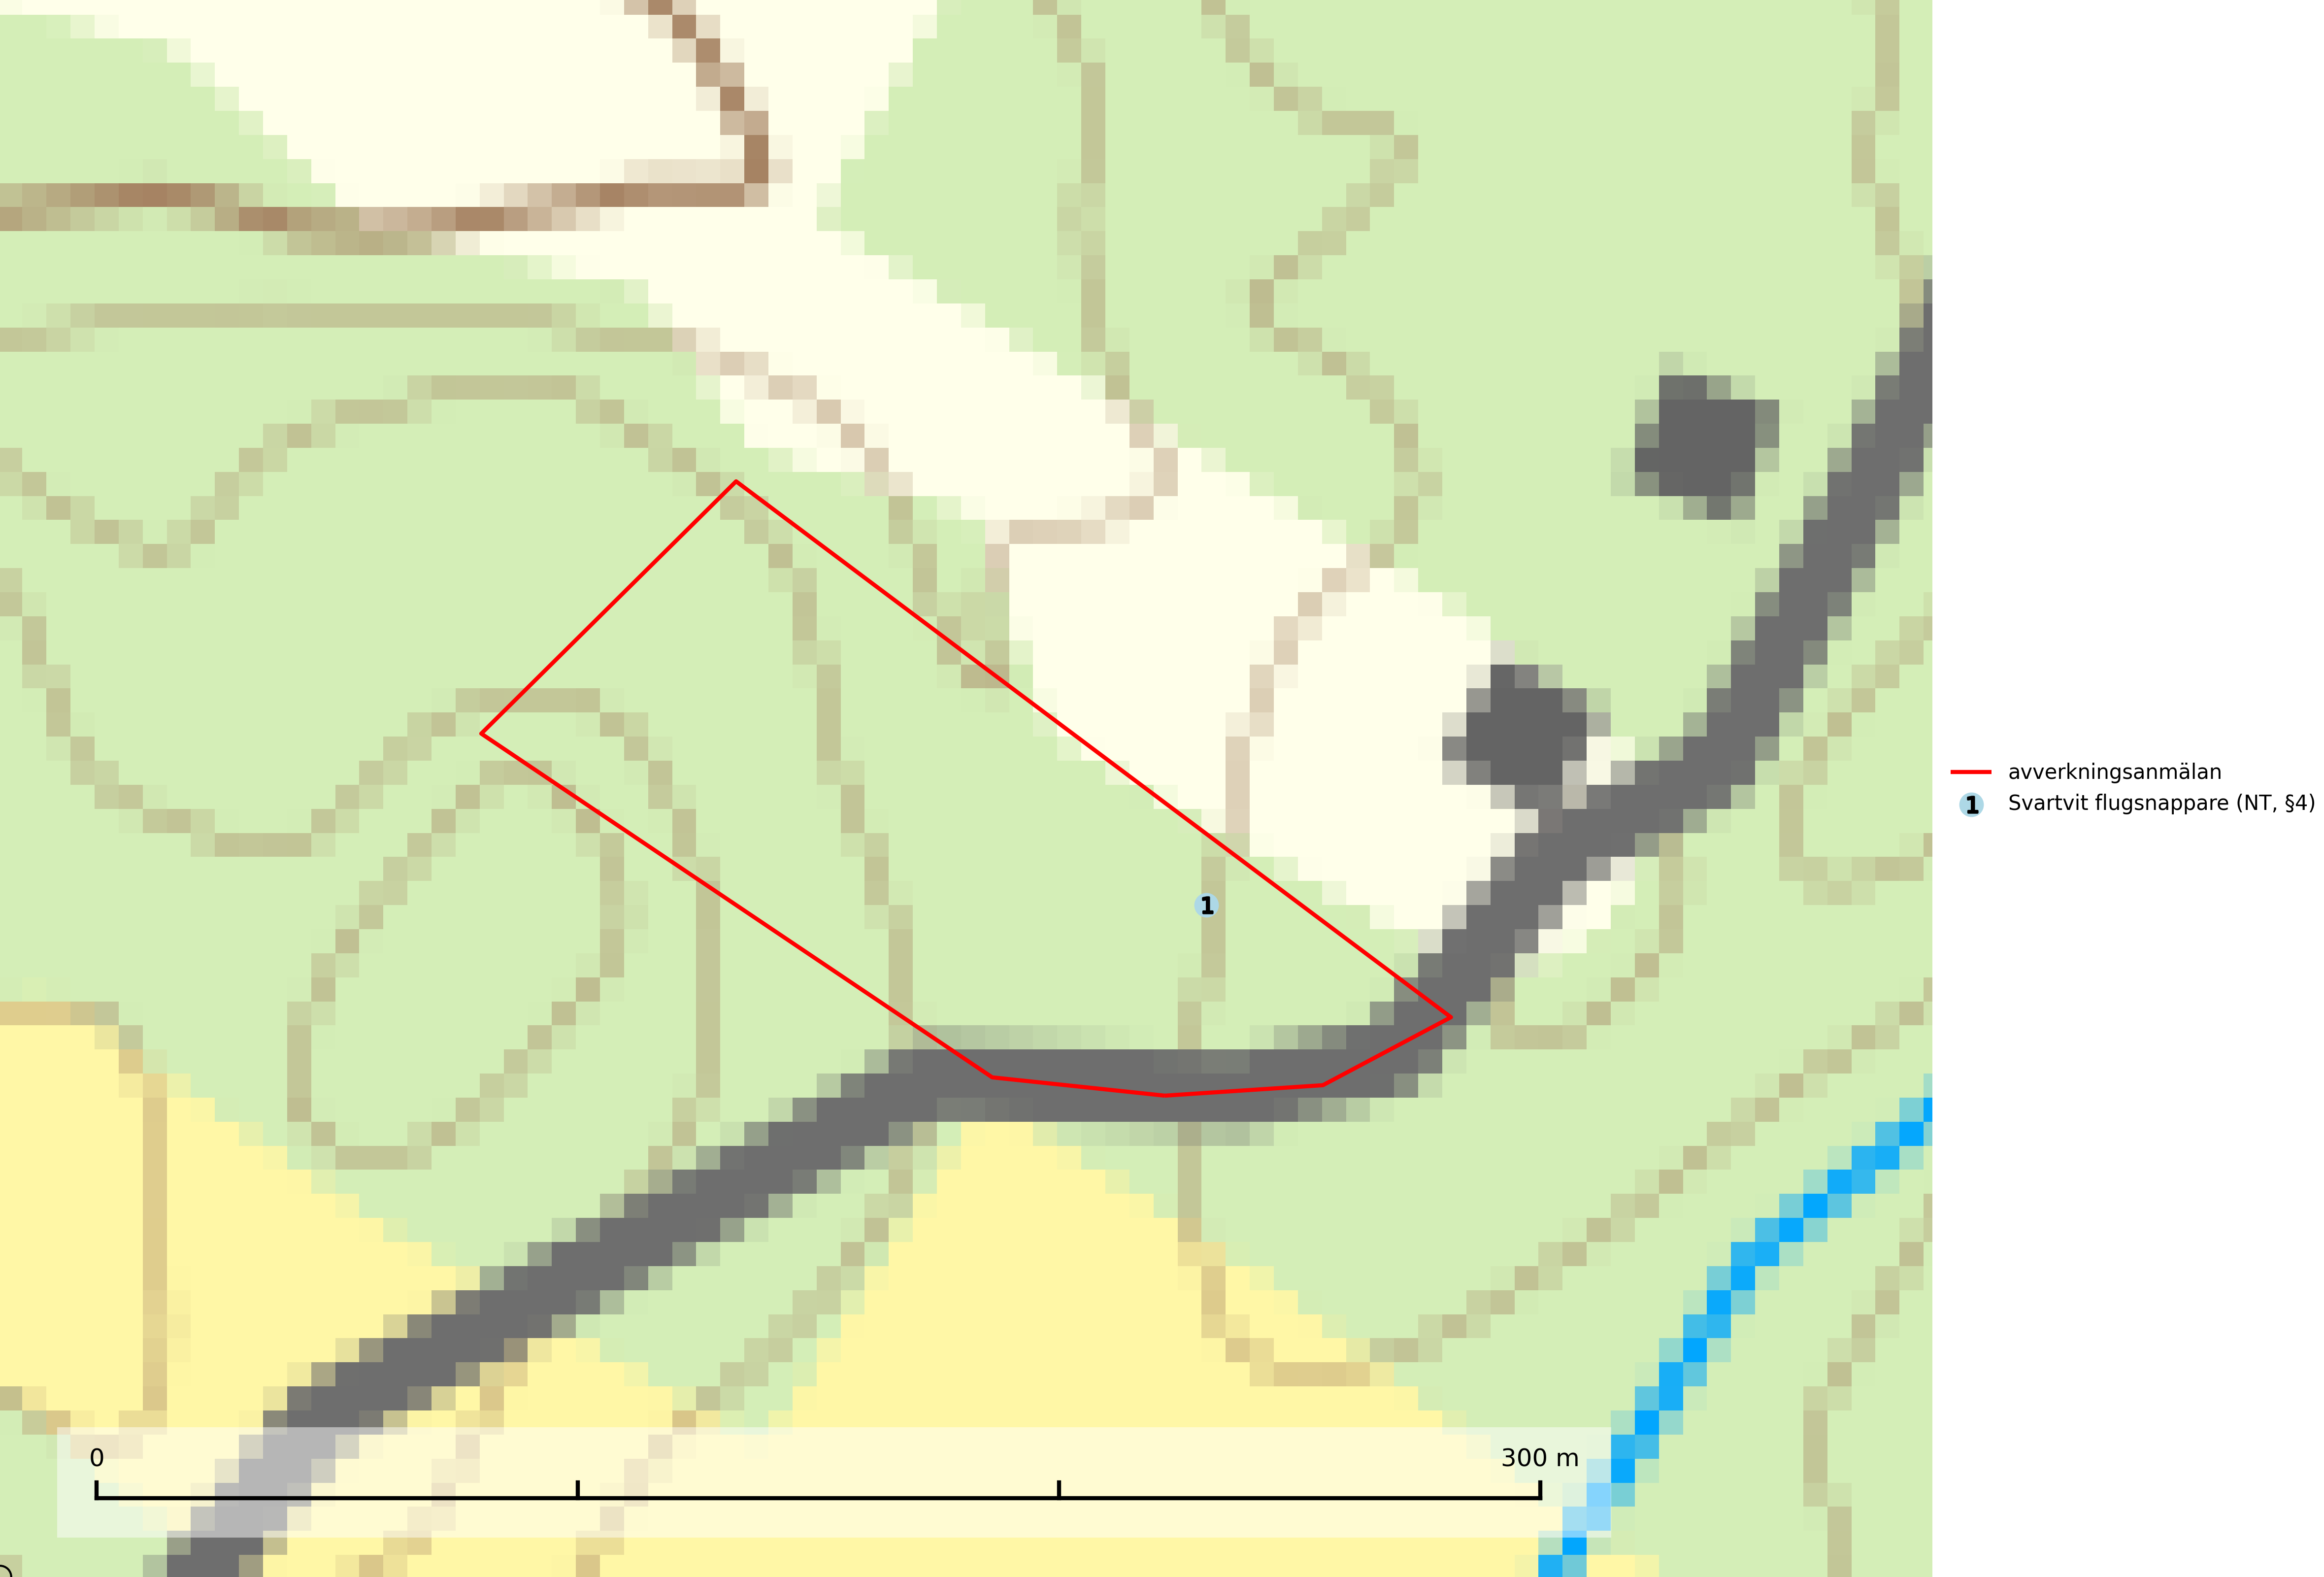 avverkningsanmälan
1 Svartvit flugsnappare (NT, §4)
1
0 300 m